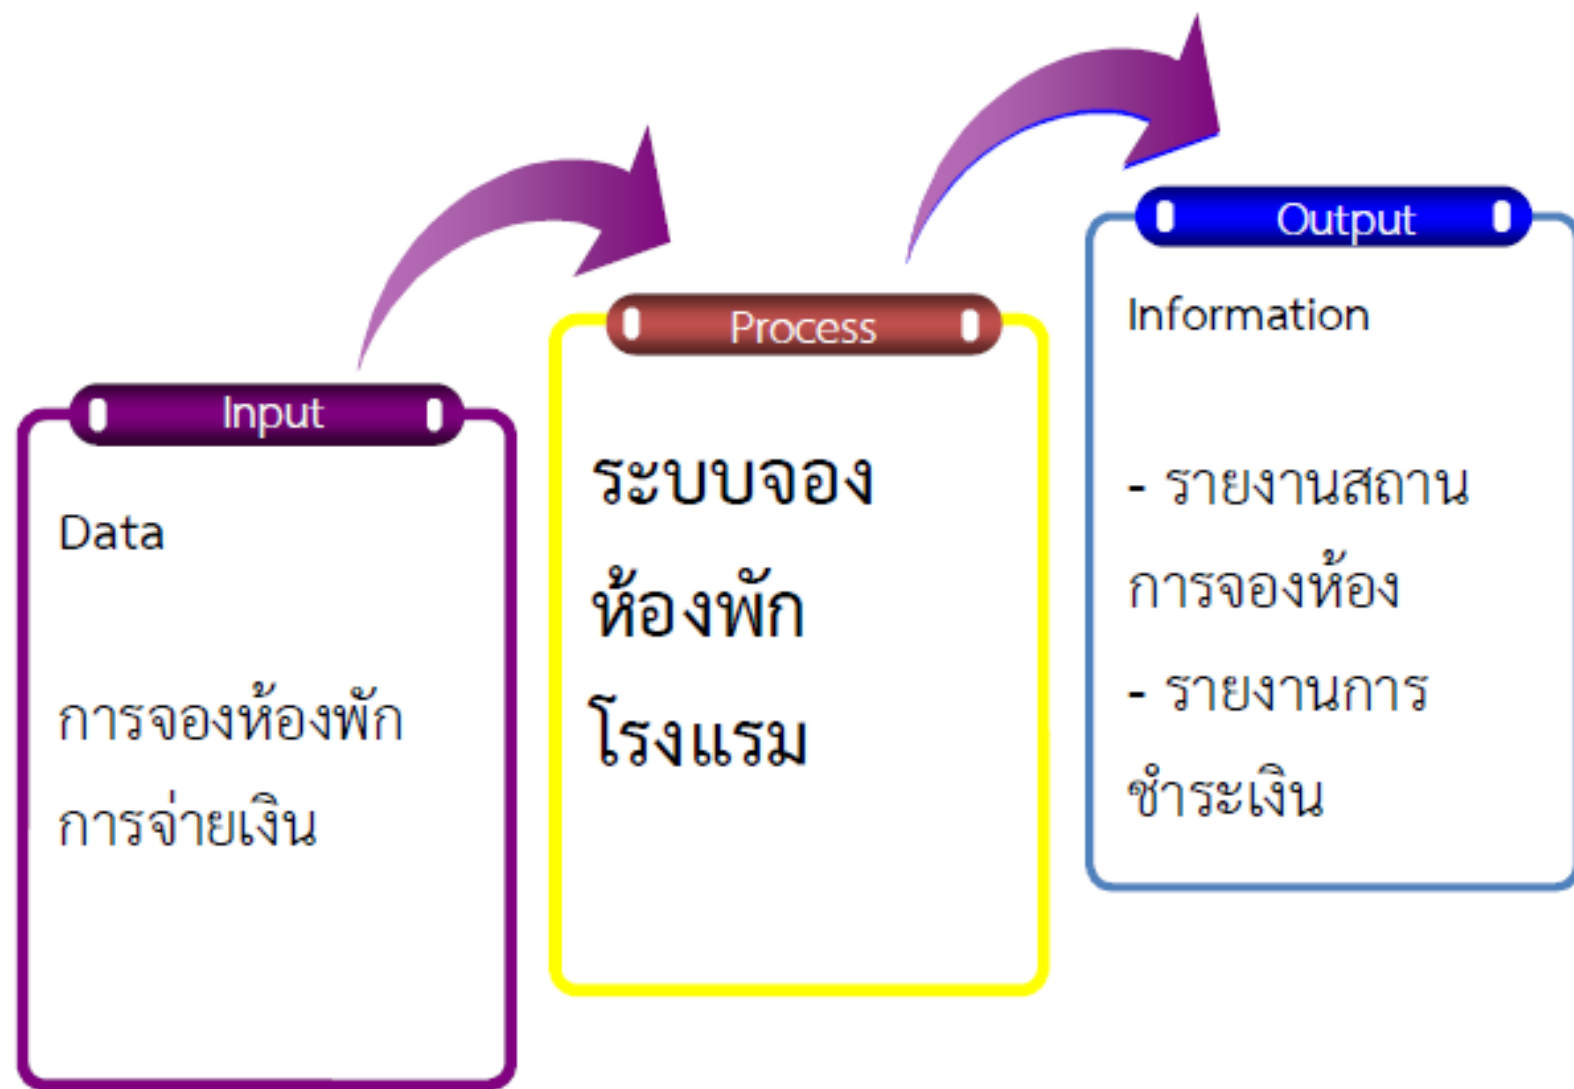 Input
Data
การจองห้องพัก
การจ่ายเงิน
Process
ระบบจอง
ห้องพัก
โรงแรม
Output
Information
- รายงานสถาน
การจองห้อง
- รายงานการ
ชำระเงิน